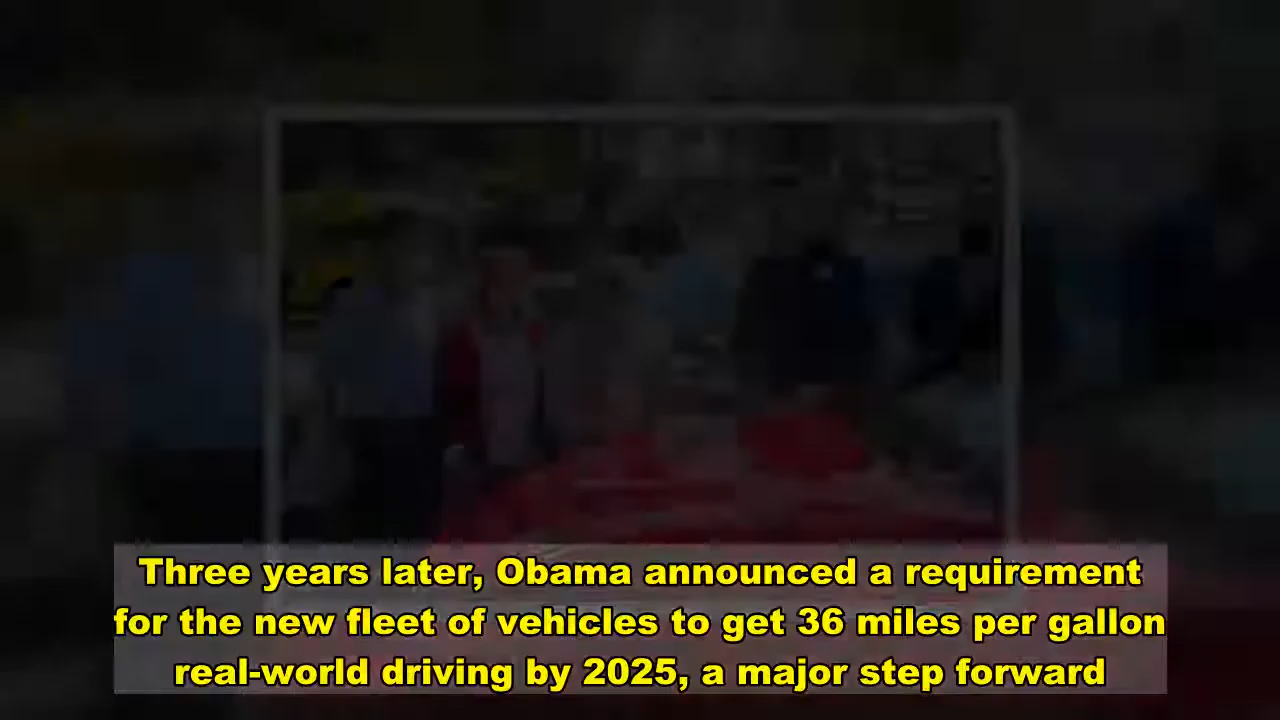 Three years later, Obama announced a requirement
for the new fleet of vehicles to get 36 miles per gallon
real-world driving by 2025, a major step forward